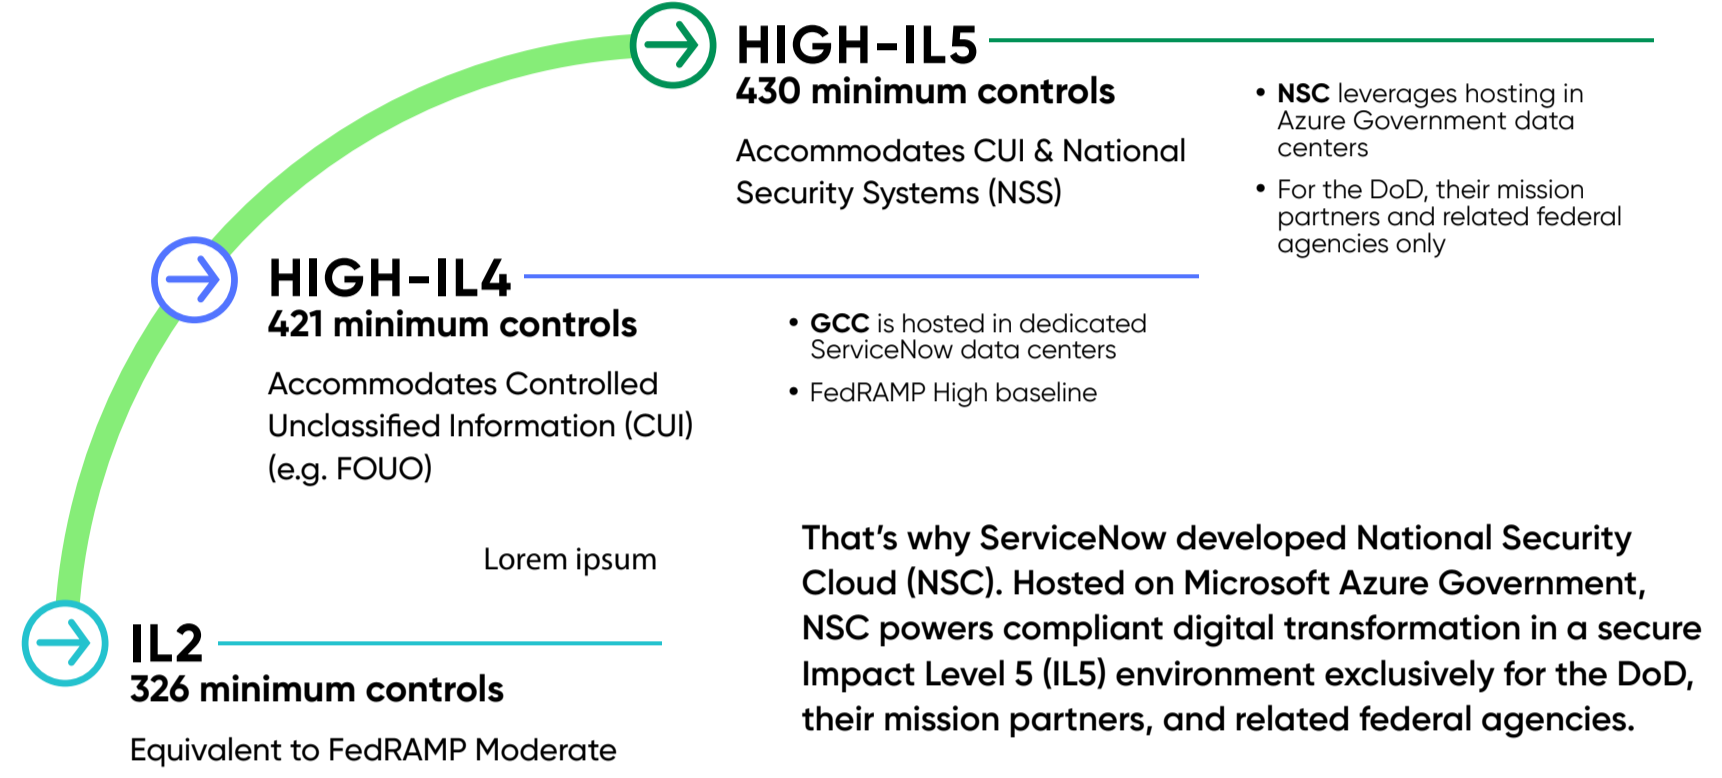 HIGH-IL5
430 minimum controls
Accommodates CUI & National
Security Systems (NSS)
• NSC leverages hosting in
Azure Government data
centers
• For the DoD, their mission
partners and related federal
agencies only
HIGH-IL4
421 minimum controls
Accommodates Controlled
Unclassified Information (CUI)
(e.g. FOUO)
• GCC is hosted in dedicated
ServiceNow data centers
• FedRAMP High baseline
Lorem ipsum
IL2
326 minimum controls
Equivalent to FedRAMP Moderate
That’s why ServiceNow developed National Security
Cloud (NSC). Hosted on Microsoft Azure Government,
NSC powers compliant digital transformation in a secure
Impact Level 5 (IL5) environment exclusively for the DoD,
their mission partners, and related federal agencies.